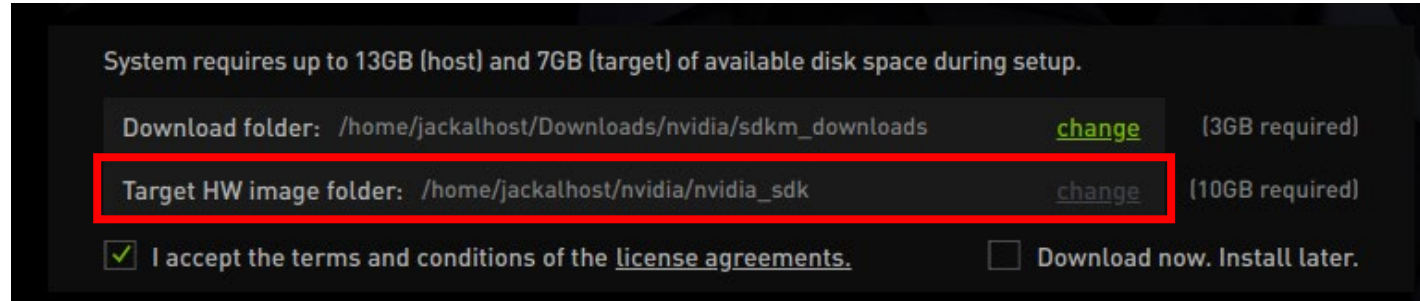 System requires up to 13GB (host) and 7GB (target) of available disk space during setup.
Download folder: /home/jackalhost/Downloads/nvidia/sdkm_downloads change (3GB required)
Target HW image folder: /home/jackalhost/nvidia/nvidia_sdk change (10GB required)
I accept the terms and conditions of the license agreements. Download now. Install later.